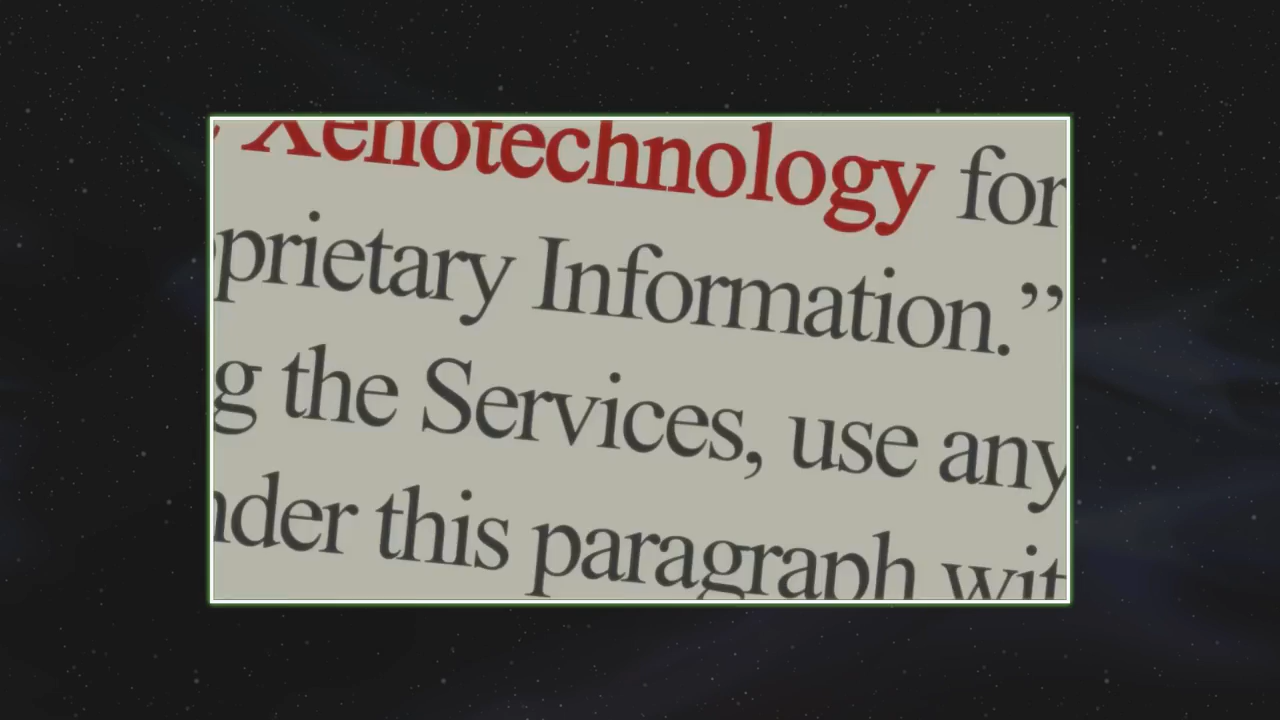 Xenotechnology for
prietary Information.”
g the Services, use any
nder this paragraph wit